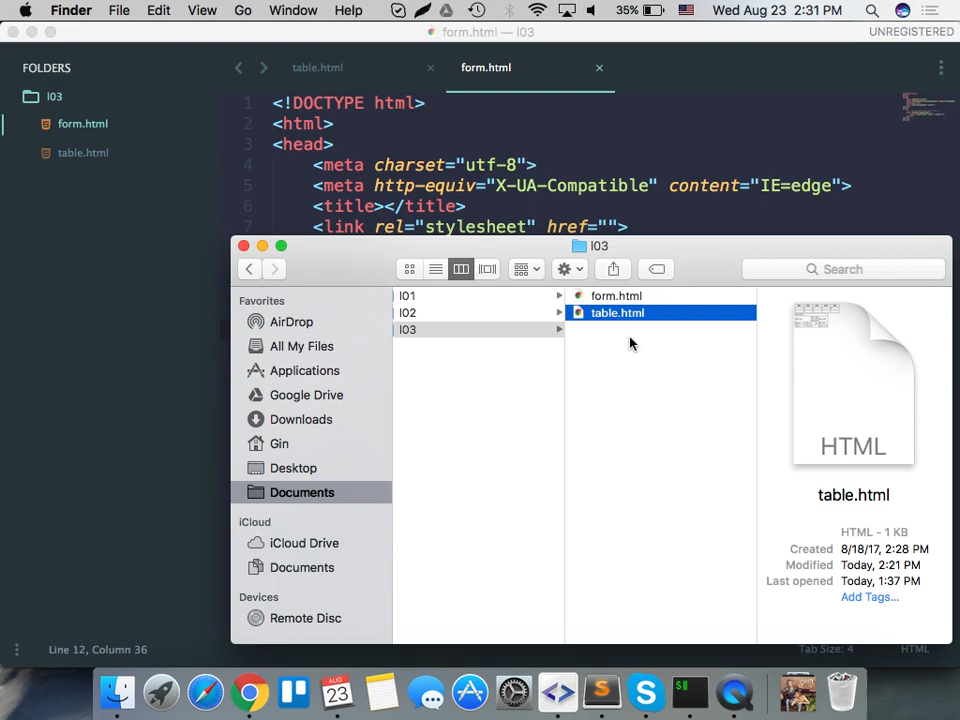 Finder File Edit View Go Window Help 35% Wed Aug 23 2:31 PM
form.html — l03 UNREGISTERED
FOLDERS
l03
form.html
table.html
table.html × form.html ×
1 <!DOCTYPE html>
2 <html>
3 <head>
4 <meta charset="utf-8">
5 <meta http-equiv="X-UA-Compatible" content="IE=edge">
6 <title></title>
7 <link rel="stylesheet" href="">
l03
Search
Favorites
AirDrop
All My Files
Applications
Google Drive
Downloads
Gin
Desktop
Documents
iCloud
iCloud Drive
Documents
Devices
Remote Disc
l01
l02
l03
form.html
table.html
HTML
table.html
HTML - 1 KB
Created 8/18/17, 2:28 PM
Modified Today, 2:21 PM
Last opened Today, 1:37 PM
Add Tags...
Line 12, Column 36 Tab Size: 4 HTML
AUG
23